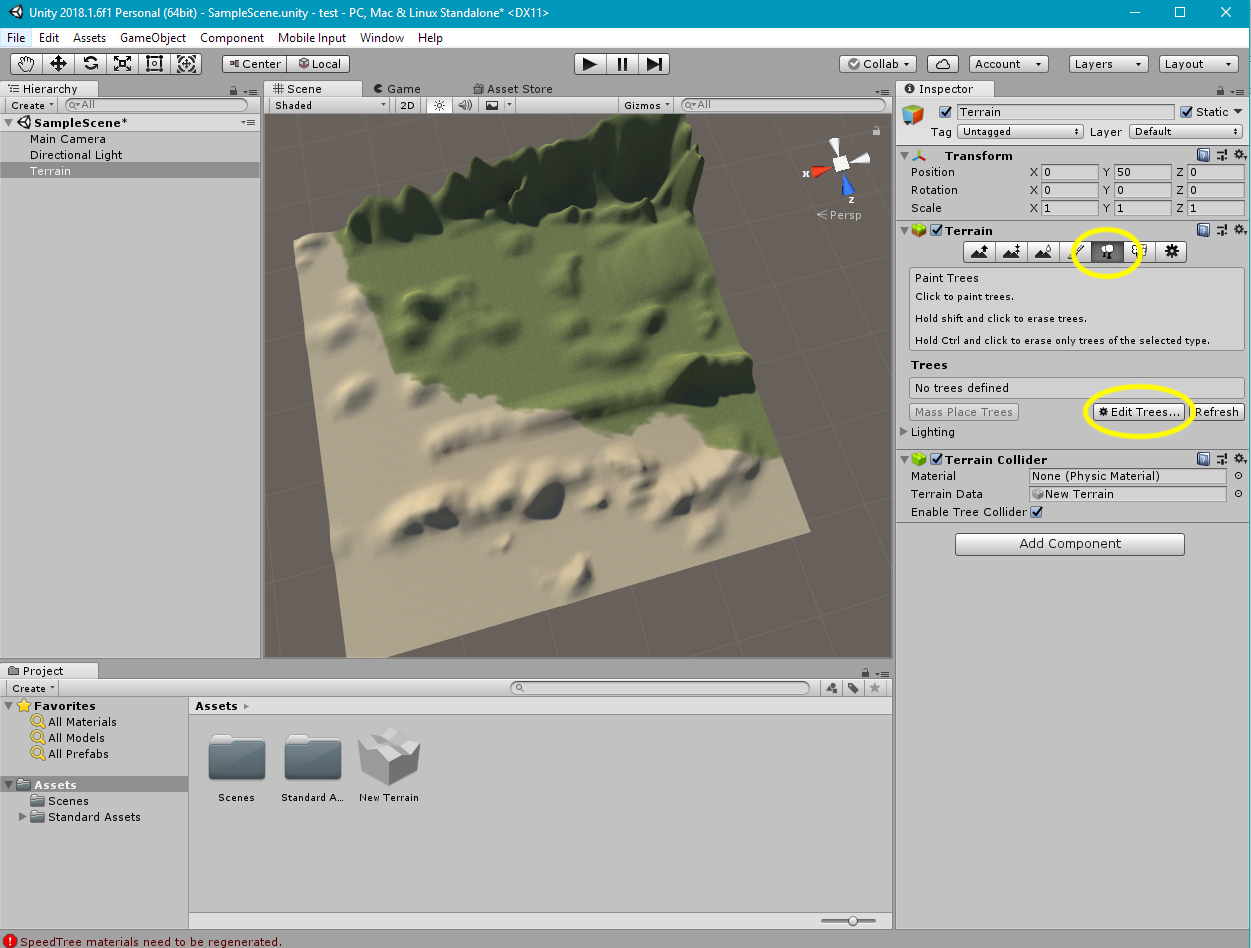 Unity 2018.1.6f1 Personal (64bit) - SampleScene.unity - test - PC, Mac & Linux Standalone* <DX11>
File Edit Assets GameObject Component Mobile Input Window Help
Center Local Collab Account Layers Layout
Hierarchy
Create All
SampleScene*
Main Camera
Directional Light
Terrain
Scene Game Asset Store
Shaded 2D Gizmos All
x
z
Persp
Inspector
Terrain Static
Tag Untagged Layer Default
Transform
Position X 0 Y 50 Z 0
Rotation X 0 Y 0 Z 0
Scale X 1 Y 1 Z 1
Terrain
Paint Trees
Click to paint trees.
Hold shift and click to erase trees.
Hold Ctrl and click to erase only trees of the selected type.
Trees
No trees defined
Mass Place Trees Edit Trees... Refresh
Lighting
Terrain Collider
Material None (Physic Material)
Terrain Data New Terrain
Enable Tree Collider
Add Component
Project
Create
Favorites
All Materials
All Models
All Prefabs
Assets
Scenes
Standard Assets
Assets
Scenes Standard A... New Terrain
SpeedTree materials need to be regenerated.